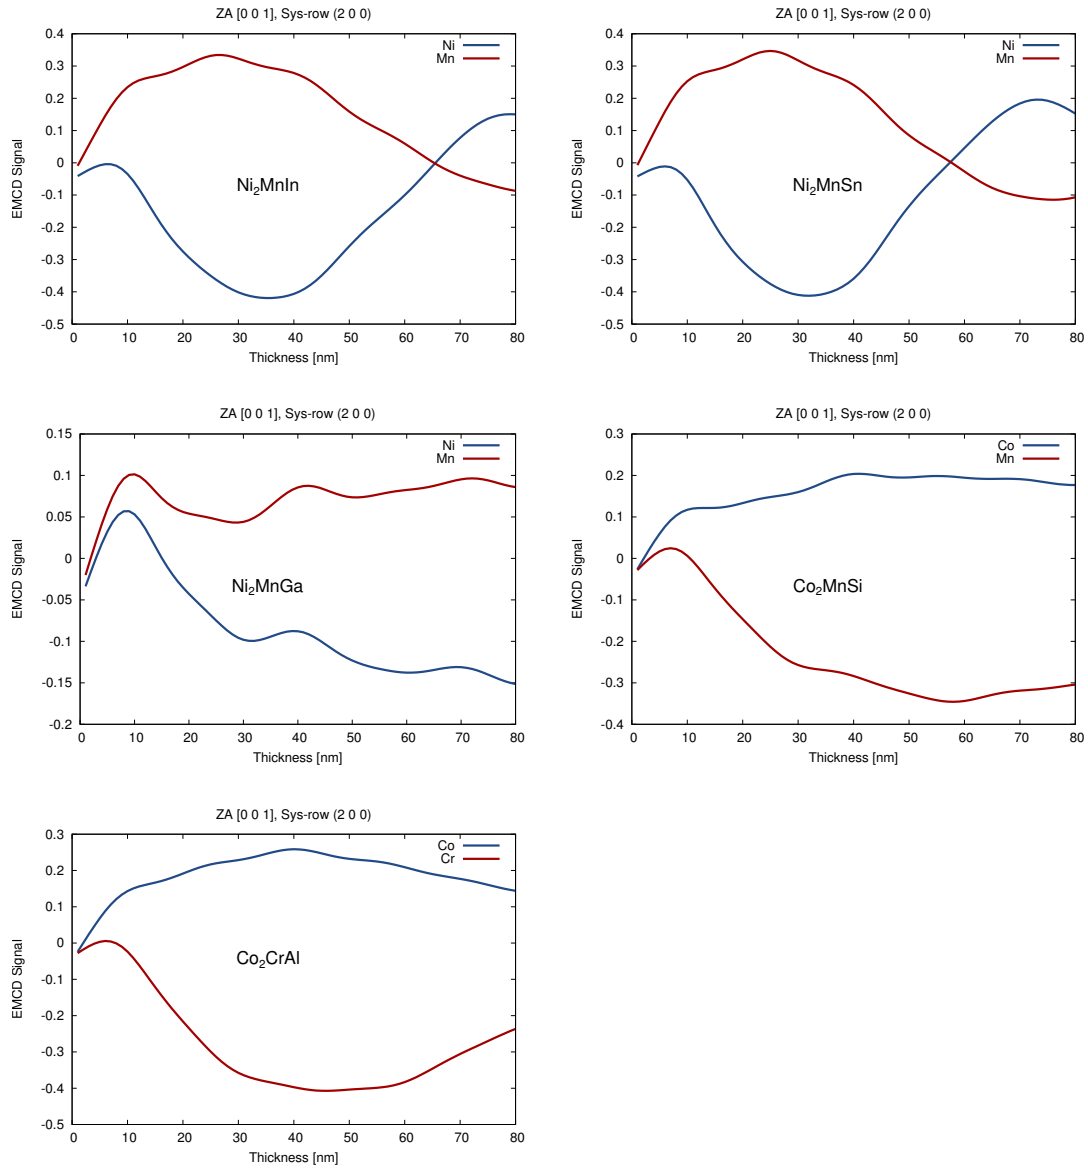 ZA [0 0 1], Sys-row (2 0 0)
Ni
Mn
0.4
0.3
0.2
0.1
0
-0.1
-0.2
-0.3
-0.4
-0.5
EMCD Signal
Ni₂MnIn
0 10 20 30 40 50 60 70 80
Thickness [nm]
ZA [0 0 1], Sys-row (2 0 0)
Ni
Mn
0.4
0.3
0.2
0.1
0
-0.1
-0.2
-0.3
-0.4
-0.5
EMCD Signal
Ni₂MnSn
0 10 20 30 40 50 60 70 80
Thickness [nm]
ZA [0 0 1], Sys-row (2 0 0)
Ni
Mn
0.15
0.1
0.05
0
-0.05
-0.1
-0.15
-0.2
EMCD Signal
Ni₂MnGa
0 10 20 30 40 50 60 70 80
Thickness [nm]
ZA [0 0 1], Sys-row (2 0 0)
Co
Mn
0.3
0.2
0.1
0
-0.1
-0.2
-0.3
-0.4
EMCD Signal
Co₂MnSi
0 10 20 30 40 50 60 70 80
Thickness [nm]
ZA [0 0 1], Sys-row (2 0 0)
Co
Cr
0.3
0.2
0.1
0
-0.1
-0.2
-0.3
-0.4
-0.5
EMCD Signal
Co₂CrAl
0 10 20 30 40 50 60 70 80
Thickness [nm]